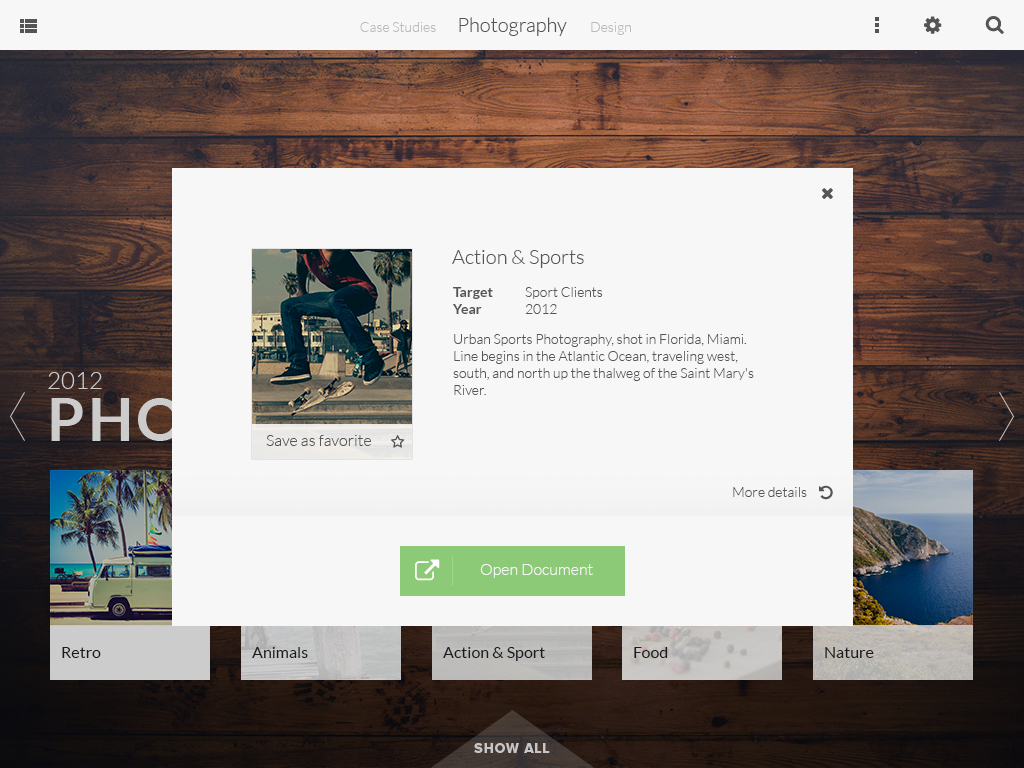 Case Studies Photography Design
Action & Sports
Target Sport Clients
Year 2012
Urban Sports Photography, shot in Florida, Miami.
Line begins in the Atlantic Ocean, traveling west,
south, and north up the thalweg of the Saint Mary's
River.
Save as favorite
More details
Open Document
2012
PHO
Retro
Animals
Action & Sport
Food
Nature
SHOW ALL